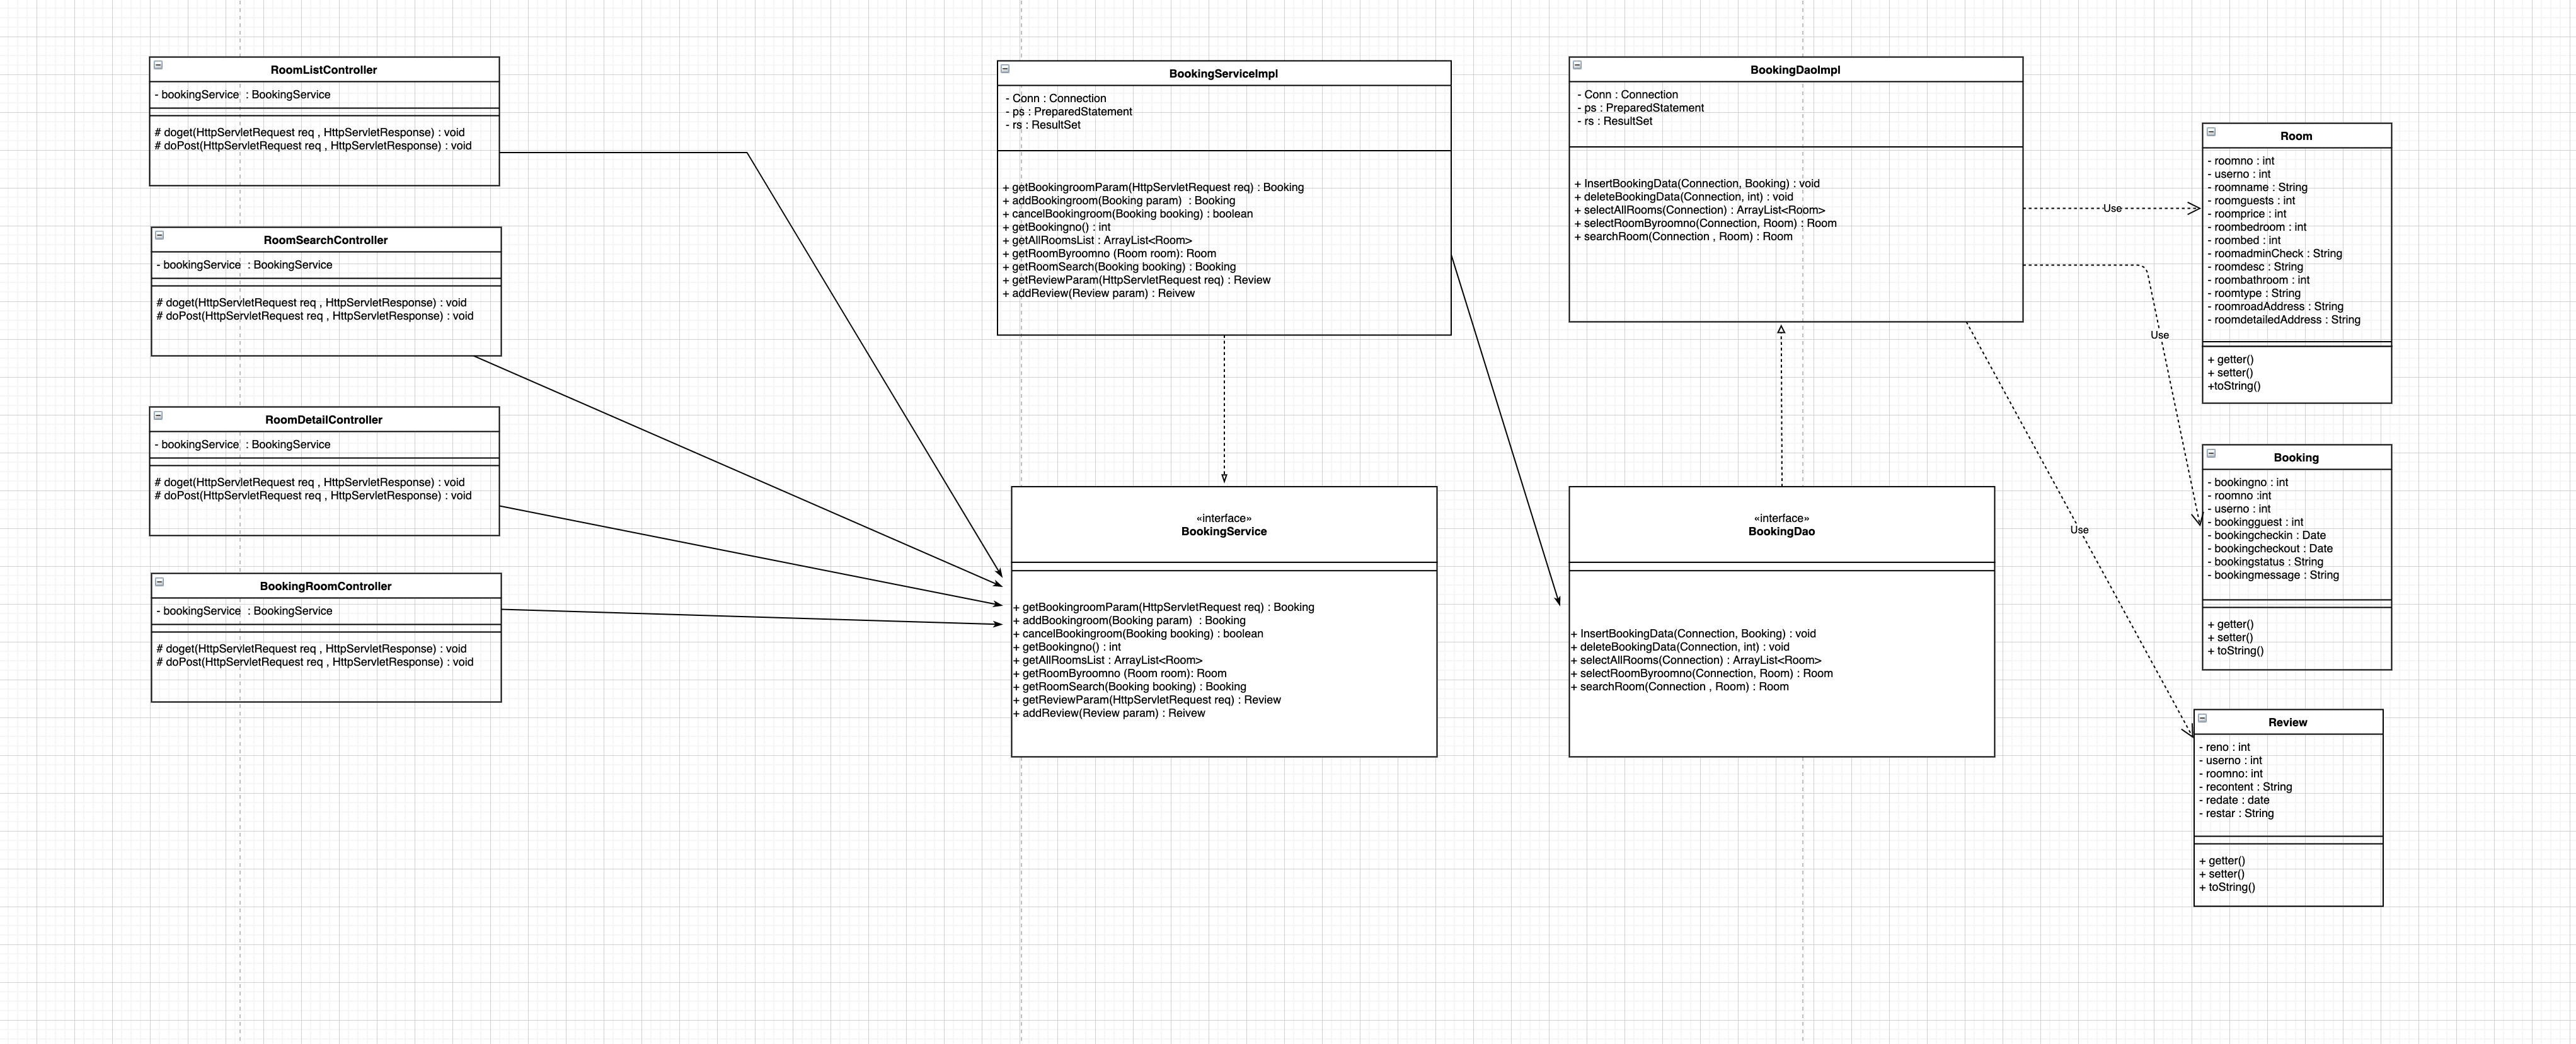 RoomListController
- bookingService : BookingService
# doget(HttpServletRequest req , HttpServletResponse) : void
# doPost(HttpServletRequest req , HttpServletResponse) : void
RoomSearchController
- bookingService : BookingService
# doget(HttpServletRequest req , HttpServletResponse) : void
# doPost(HttpServletRequest req , HttpServletResponse) : void
RoomDetailController
- bookingService : BookingService
# doget(HttpServletRequest req , HttpServletResponse) : void
# doPost(HttpServletRequest req , HttpServletResponse) : void
BookingRoomController
- bookingService : BookingService
# doget(HttpServletRequest req , HttpServletResponse) : void
# doPost(HttpServletRequest req , HttpServletResponse) : void
BookingServiceImpl
- Conn : Connection
- ps : PreparedStatement
- rs : ResultSet
+ getBookingroomParam(HttpServletRequest req) : Booking
+ addBookingroom(Booking param) : Booking
+ cancelBookingroom(Booking booking) : boolean
+ getBookingno() : int
+ getAllRoomsList : ArrayList<Room>
+ getRoomByroomno (Room room): Room
+ getRoomSearch(Booking booking) : Booking
+ getReviewParam(HttpServletRequest req) : Review
+ addReview(Review param) : Reivew
«interface»
BookingService
+ getBookingroomParam(HttpServletRequest req) : Booking
+ addBookingroom(Booking param) : Booking
+ cancelBookingroom(Booking booking) : boolean
+ getBookingno() : int
+ getAllRoomsList : ArrayList<Room>
+ getRoomByroomno (Room room): Room
+ getRoomSearch(Booking booking) : Booking
+ getReviewParam(HttpServletRequest req) : Review
+ addReview(Review param) : Reivew
BookingDaoImpl
- Conn : Connection
- ps : PreparedStatement
- rs : ResultSet
+ InsertBookingData(Connection, Booking) : void
+ deleteBookingData(Connection, int) : void
+ selectAllRooms(Connection) : ArrayList<Room>
+ selectRoomByroomno(Connection, Room) : Room
+ searchRoom(Connection , Room) : Room
«interface»
BookingDao
+ InsertBookingData(Connection, Booking) : void
+ deleteBookingData(Connection, int) : void
+ selectAllRooms(Connection) : ArrayList<Room>
+ selectRoomByroomno(Connection, Room) : Room
+ searchRoom(Connection , Room) : Room
Use
Use
Use
Room
- roomno : int
- userno : int
- roomname : String
- roomguests : int
- roomprice : int
- roombedroom : int
- roombed : int
- roomadminCheck : String
- roomdesc : String
- roombathroom : int
- roomtype : String
- romroadAddress : String
- roomdetailedAddress : String
+ getter()
+ setter()
+toString()
Booking
- bookingno : int
- roomno :int
- userno : int
- bookingguest : int
- bookingcheckin : Date
- bookingcheckout : Date
- bookingstatus : String
- bookingmessage : String
+ getter()
+ setter()
+ toString()
Review
- reno : int
- userno : int
- roomno: int
- recontent : String
- redate : date
- restar : String
+ getter()
+ setter()
+ toString()